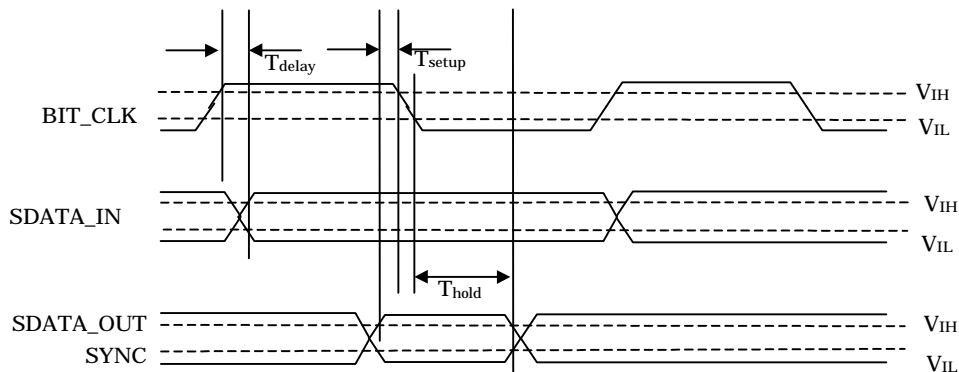 Tdelay
Tsetup
BIT_CLK
VIH
VIL
SDATA_IN
VIH
VIL
Thold
SDATA_OUT
SYNC
VIH
VIL